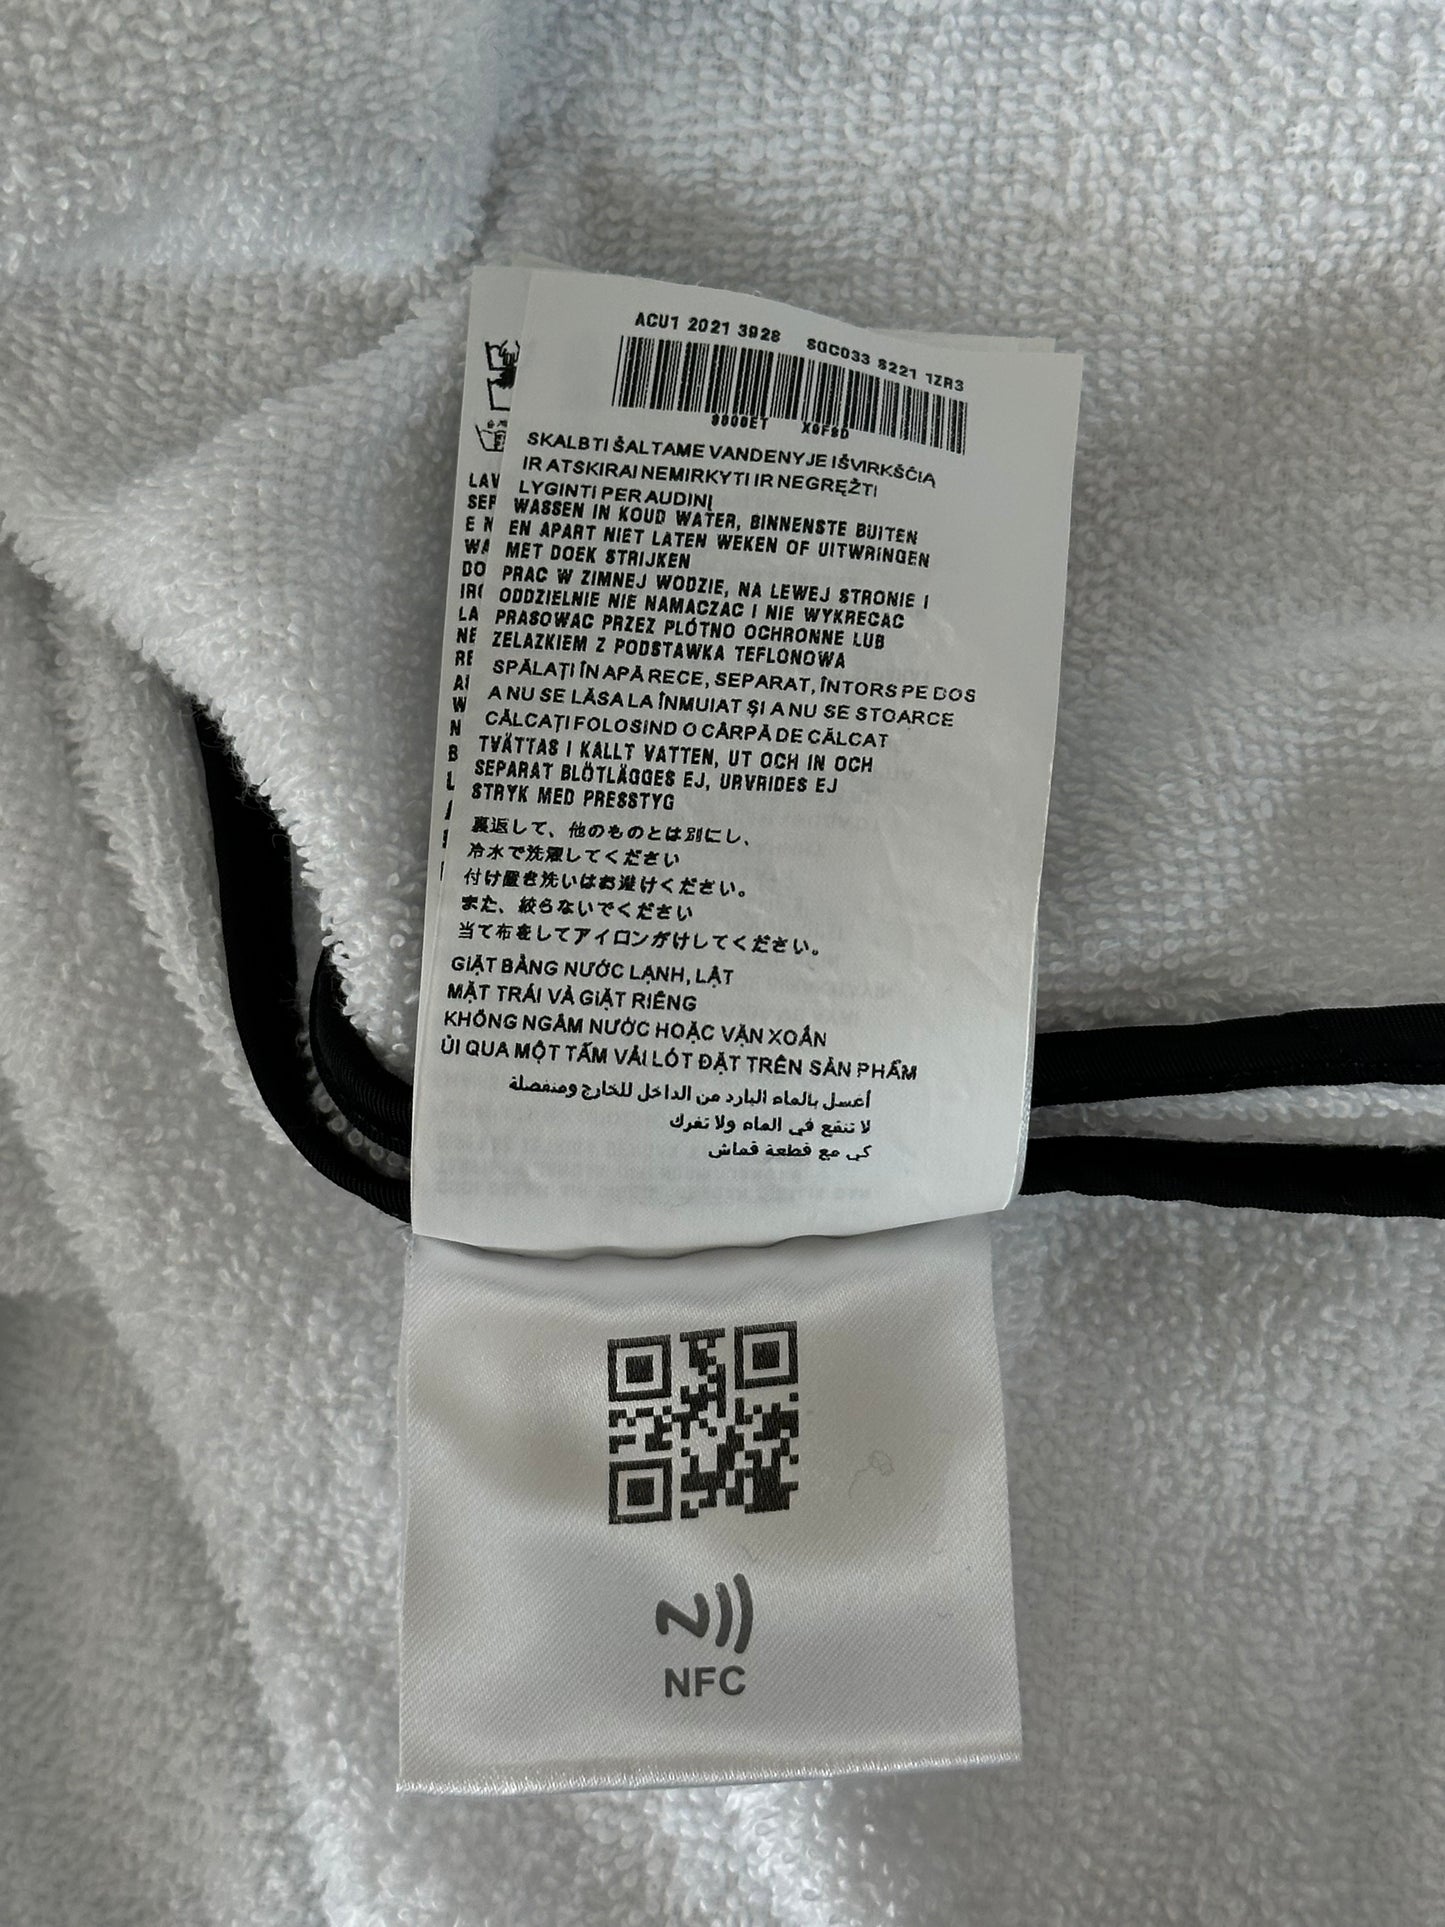 ACU1 2021 3928 SGC033 S221 1ZR3
SKALBTI ŠALTAME VANDENYJE IŠVIRKŠČIĄ
IR ATSKIRAI NEMIRKYTI IR NEGRĘŽTI
LYGINTI PER AUDINĮ
WASSEN IN KOUD WATER, BINNENSTE BUITEN
EN APART NIET LATEN WEKEN OF UITWRINGEN
MET DOEK STRIJKEN
PRAC W ZIMNEJ WODZIE, NA LEWEJ STRONIE I
ODDZIELNIE NIE NAMACZAC I NIE WYKRECAC
PRASOWAC PRZEZ PLÓTNO OCHRONNE LUB
ZELAZKIEM Z PODSTAWKA TEFLONOWA
SPĂLAȚI ÎN APĂ RECE, SEPARAT, ÎNTORS PE DOS
A NU SE LĂSA LA ÎNMUIAT ȘI A NU SE STOARCE
CĂLCAȚI FOLOSIND O CÂRPĂ DE CĂLCAT
TVÄTTAS I KALLT VATTEN, UT OCH IN OCH
SEPARAT BLÖTLÄGGES EJ, URVRIDES EJ
STRYK MED PRESSTYG
裏返して、他のものとは別にし、
冷水で洗濯してください
付け置き洗いはお避けください。
また、絞らないでください
当て布をしてアイロンがけしてください。
GIẶT BẰNG NƯỚC LẠNH, LẬT
MẶT TRÁI VÀ GIẶT RIÊNG
KHÔNG NGÂM NƯỚC HOẶC VẶN XOẮN
ỦI QUA MỘT TẤM VẢI LÓT ĐẶT TRÊN SẢN PHẨM
أغسل بالماء البارد من الداخل للخارج ومنفصلة
لا تنقع في الماء ولا تفرك
كي مع قطعة قماش
NFC